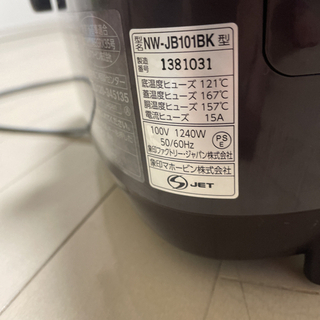 型名 NW-JB101BK 型
製造番号 1381031
底温度ヒューズ 121℃
蓋温度ヒューズ 167℃
胴温度ヒューズ 157℃
電流ヒューズ 15A
100V 1240W
50/60Hz
PSE
象印ファクトリー・ジャパン株式会社
象印マホービン株式会社
JET